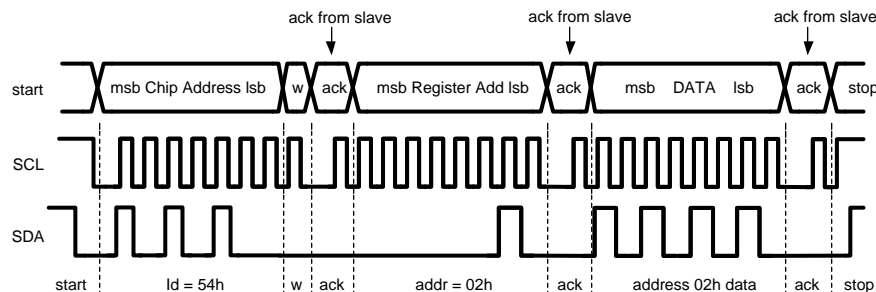 ack from slave ack from slave ack from slave
start msb Chip Address lsb w ack msb Register Add lsb ack msb DATA lsb ack stop
SCL
SDA
start Id = 54h w ack addr = 02h ack address 02h data ack stop